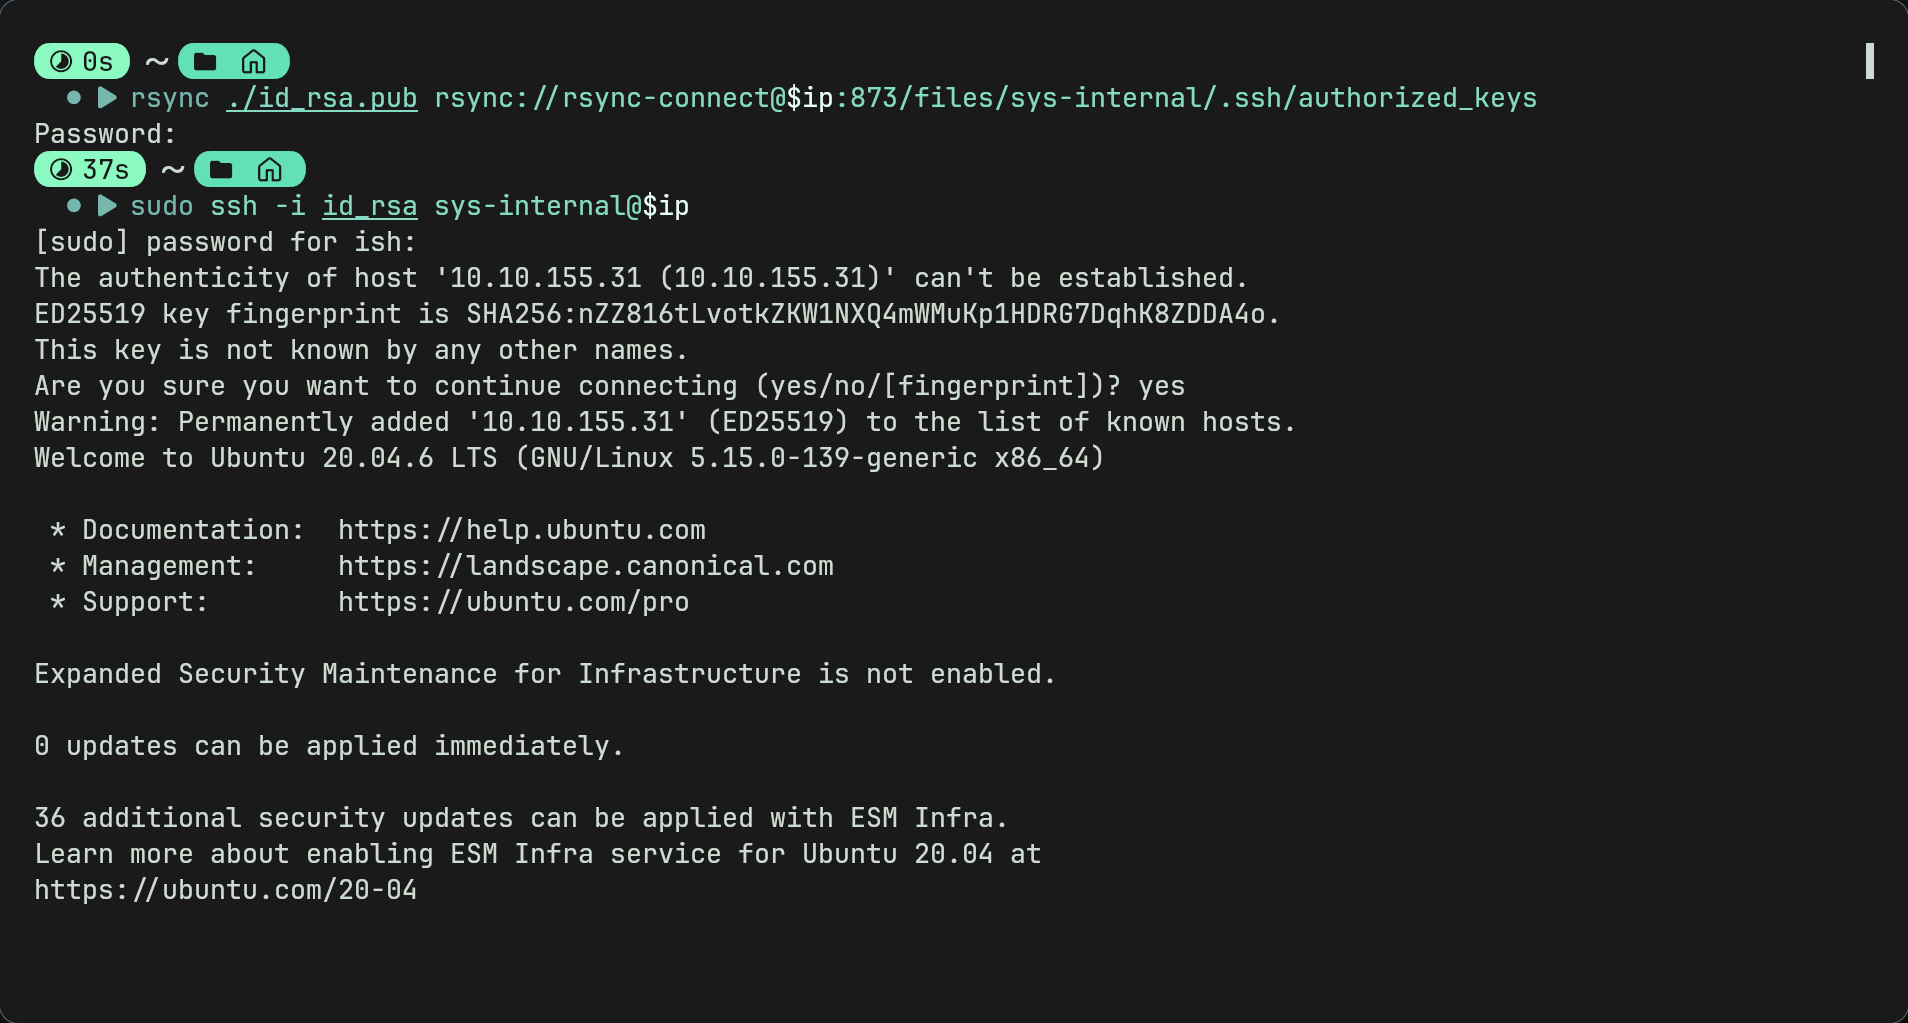 0s ~
rsync ./id_rsa.pub rsync://rsync-connect@$ip:873/files/sys-internal/.ssh/authorized_keys
Password:
37s ~
sudo ssh -i id_rsa sys-internal@$ip
[sudo] password for ish:
The authenticity of host '10.10.155.31 (10.10.155.31)' can't be established.
ED25519 key fingerprint is SHA256:nZZ816tLvotkZKW1NXQ4mWMuKp1HDRG7DqhK8ZDDA4o.
This key is not known by any other names.
Are you sure you want to continue connecting (yes/no/[fingerprint])? yes
Warning: Permanently added '10.10.155.31' (ED25519) to the list of known hosts.
Welcome to Ubuntu 20.04.6 LTS (GNU/Linux 5.15.0-139-generic x86_64)
* Documentation:  https://help.ubuntu.com
* Management:     https://landscape.canonical.com
* Support:        https://ubuntu.com/pro
Expanded Security Maintenance for Infrastructure is not enabled.
0 updates can be applied immediately.
36 additional security updates can be applied with ESM Infra.
Learn more about enabling ESM Infra service for Ubuntu 20.04 at
https://ubuntu.com/20-04